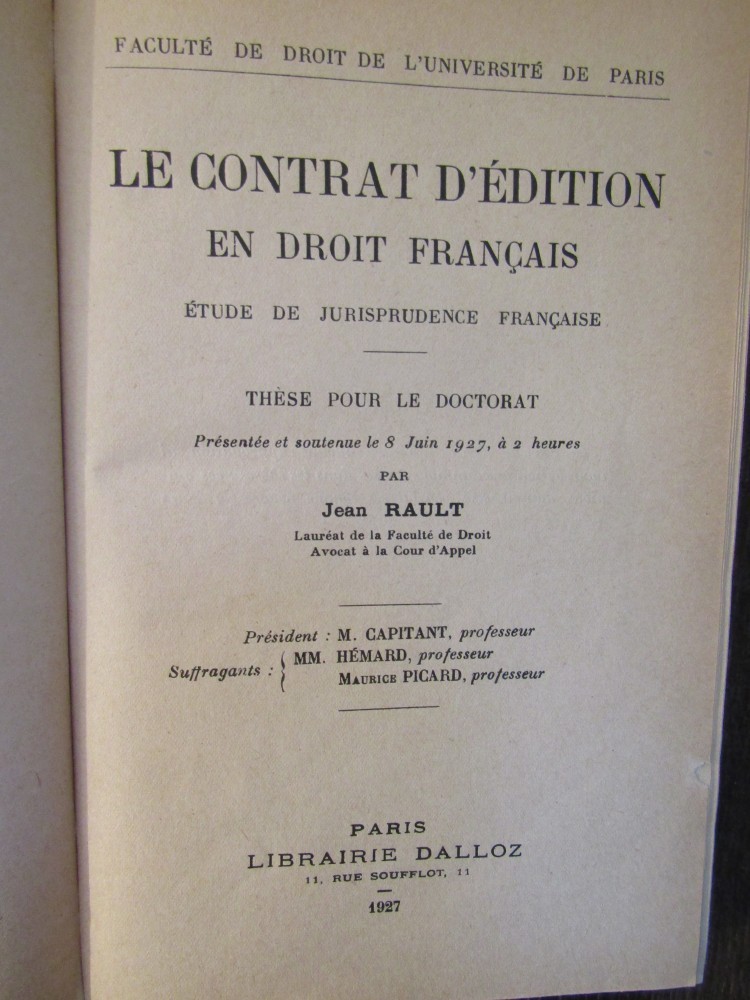 FACULTÉ DE DROIT DE L'UNIVERSITÉ DE PARIS
LE CONTRAT D'ÉDITION
EN DROIT FRANÇAIS
ÉTUDE DE JURISPRUDENCE FRANÇAISE
THÈSE POUR LE DOCTORAT
Présentée et soutenue le 8 Juin 1927, à 2 heures
PAR
Jean RAULT
Lauréat de la Faculté de Droit
Avocat à la Cour d'Appel
Président : M. CAPITANT, professeur
Suffragants : { MM. HÉMARD, professeur
MAURICE PICARD, professeur
PARIS
LIBRAIRIE DALLOZ
11, RUE SOUFFLOT, 11
1927